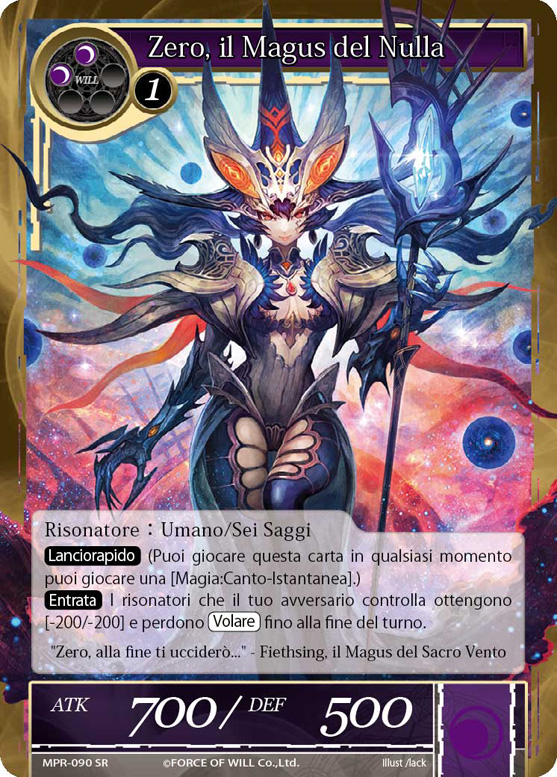 Zero, il Magus del Nulla
WILL
1
Risonatore : Umano/Sei Saggi
Lanciorapido (Puoi giocare questa carta in qualsiasi momento
puoi giocare una [Magia:Canto-Istantanea].)
Entrata I risonatori che il tuo avversario controlla ottengono
[-200/-200] e perdono Volare fino alla fine del turno.
"Zero, alla fine ti ucciderò..." - Fiethsing, il Magus del Sacro Vento
ATK 700/ DEF 500
MPR-090 SR ©FORCE OF WILL Co.,Ltd. Illust /lack